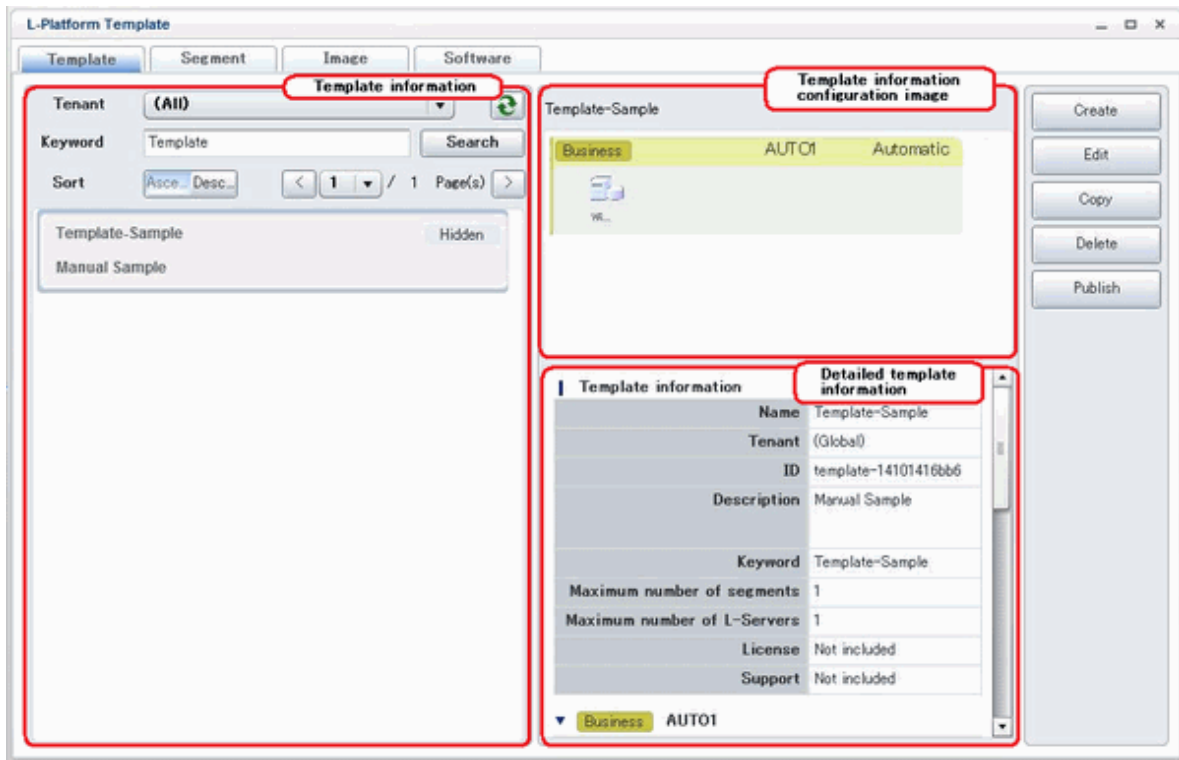 L-Platform Template
Template Segment Image Software
Template information
Tenant (All)
Keyword Template Search
Sort Asce... Desc... < 1 / 1 Page(s) >
Template-Sample Hidden
Manual Sample
Template information
configuration image
Template-Sample
Business AUTO1 Automatic
VR...
Detailed template
information
Template information
Name Template-Sample
Tenant (Global)
ID template-14101416bb6
Description Manual Sample
Keyword Template-Sample
Maximum number of segments 1
Maximum number of L-Servers 1
License Not included
Support Not included
Business AUTO1
Create
Edit
Copy
Delete
Publish